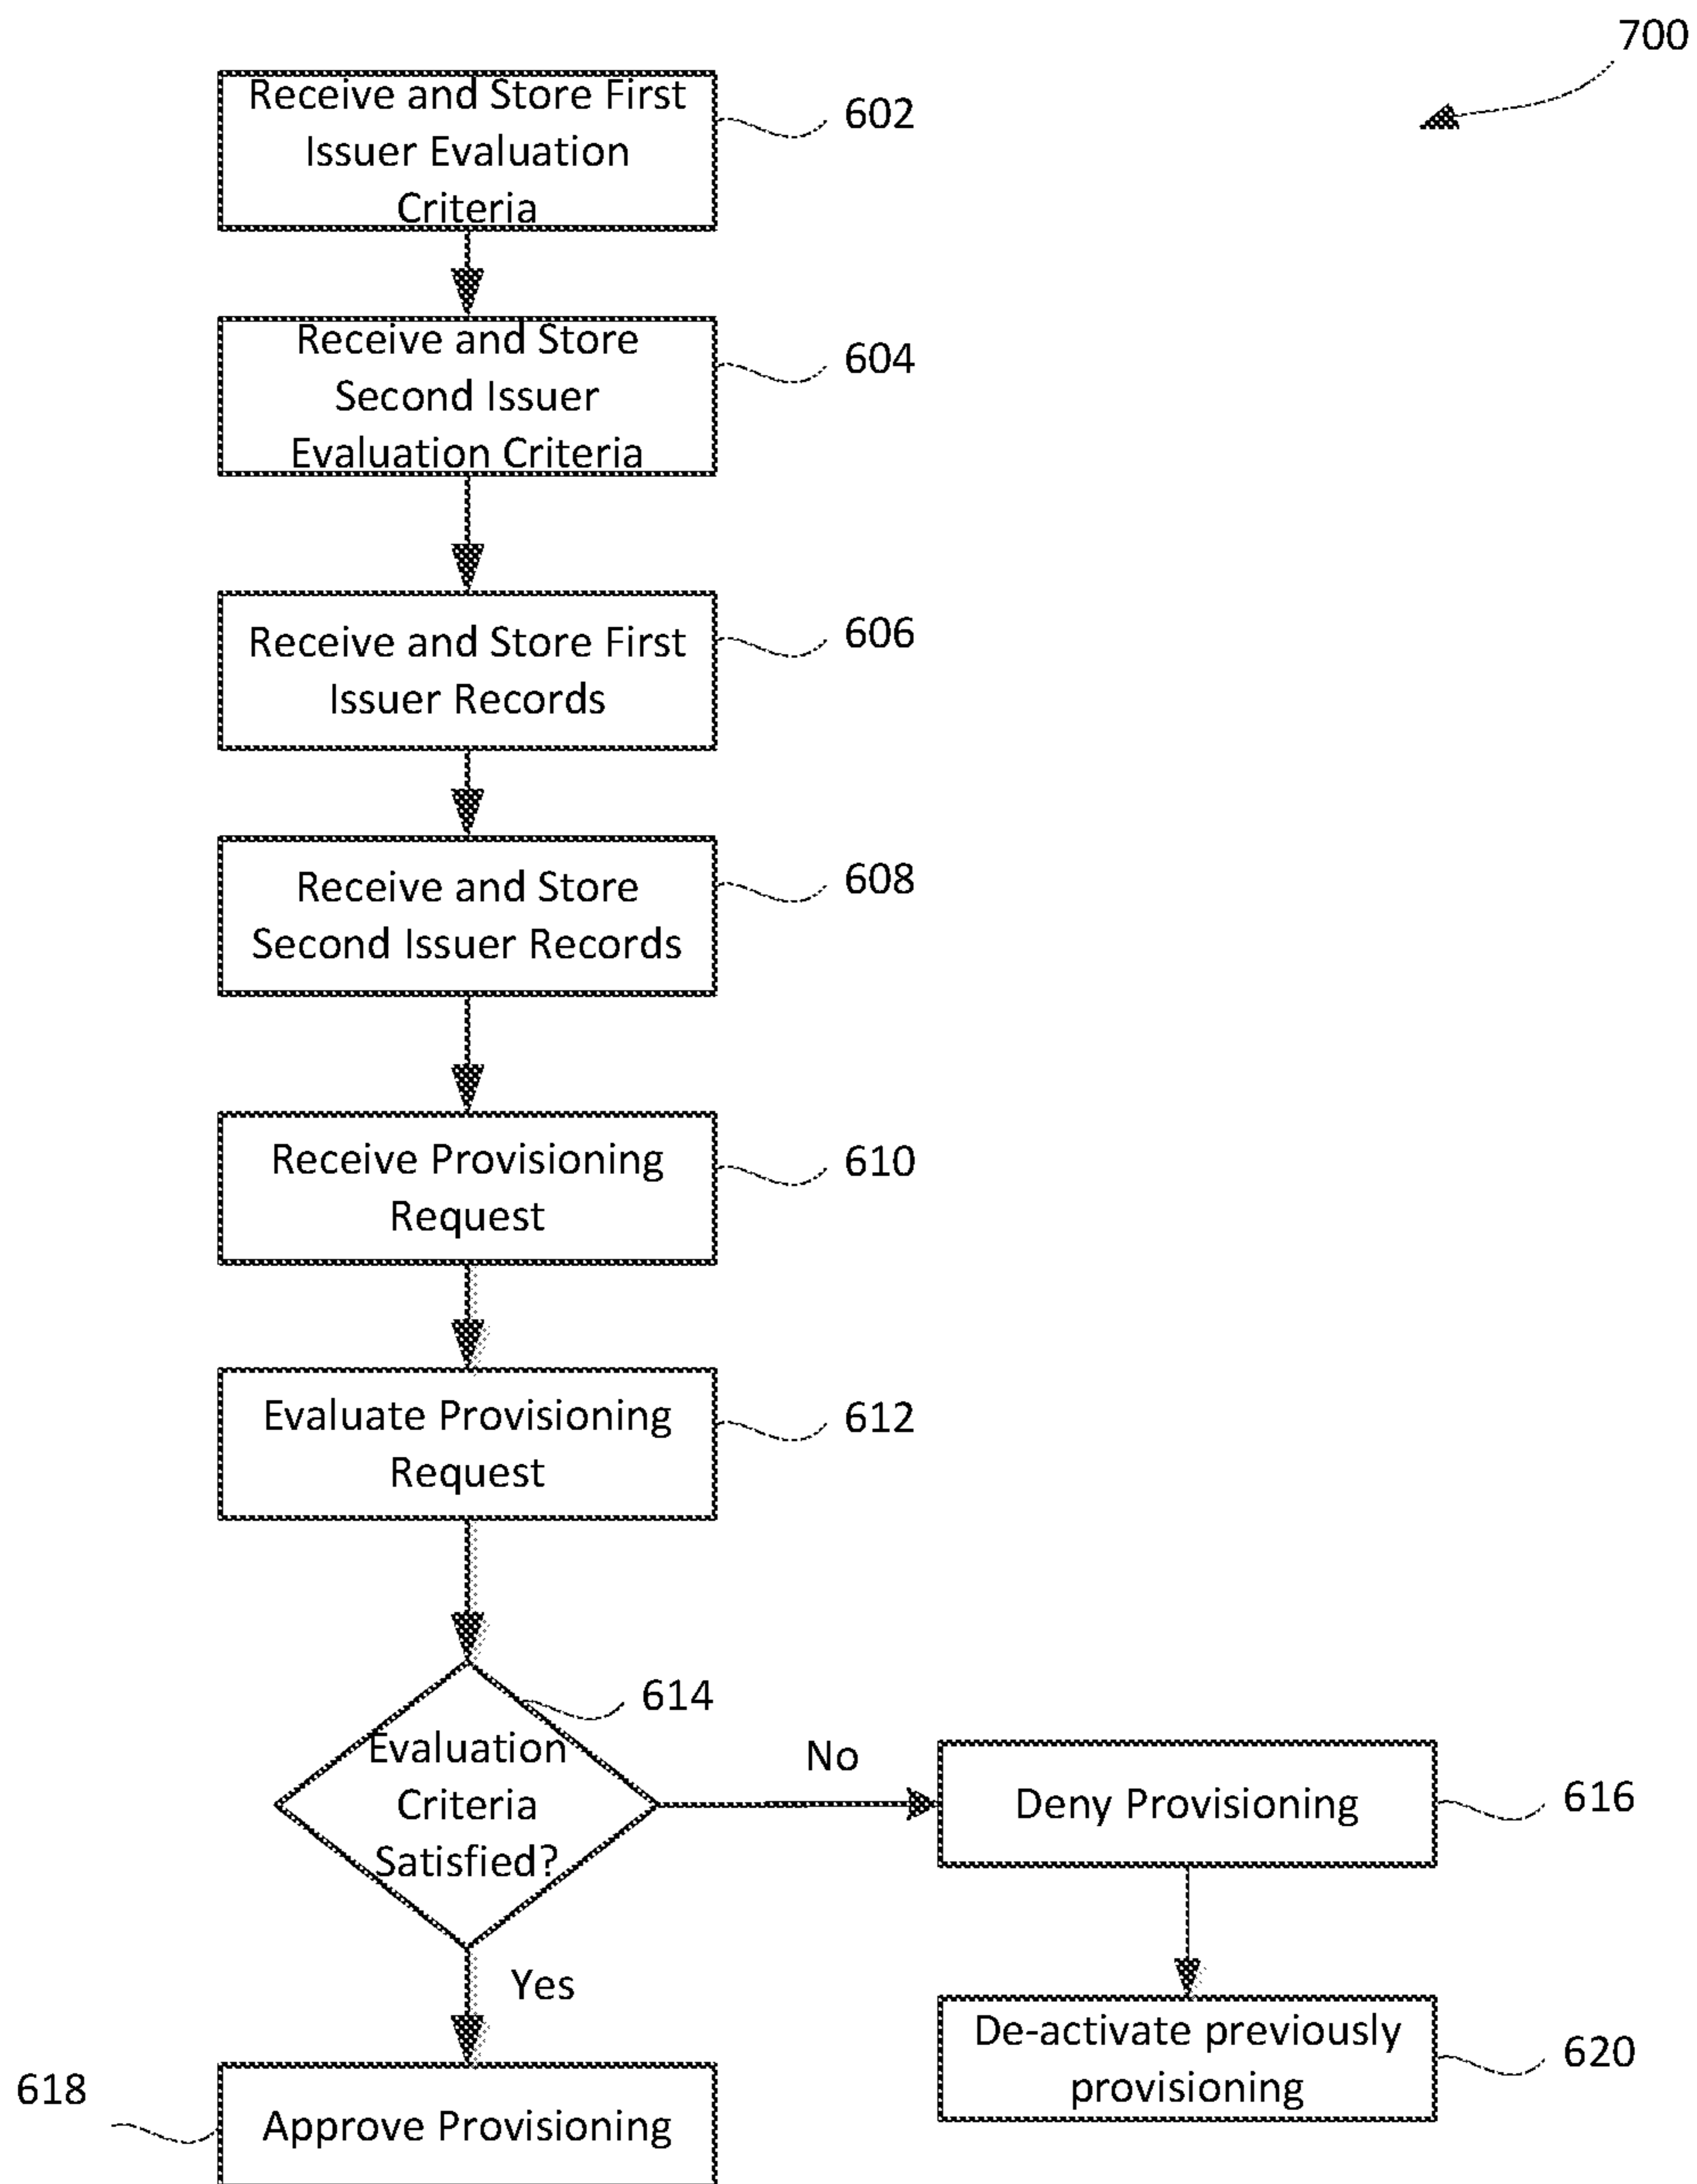 700
Receive and Store First
Issuer Evaluation
Criteria
602
Receive and Store
Second Issuer
Evaluation Criteria
604
Receive and Store First
Issuer Records
606
Receive and Store
Second Issuer Records
608
Receive Provisioning
Request
610
Evaluate Provisioning
Request
612
614
Evaluation
Criteria
Satisfied?
No
Deny Provisioning
616
Yes
De-activate previously
provisioning
620
618
Approve Provisioning